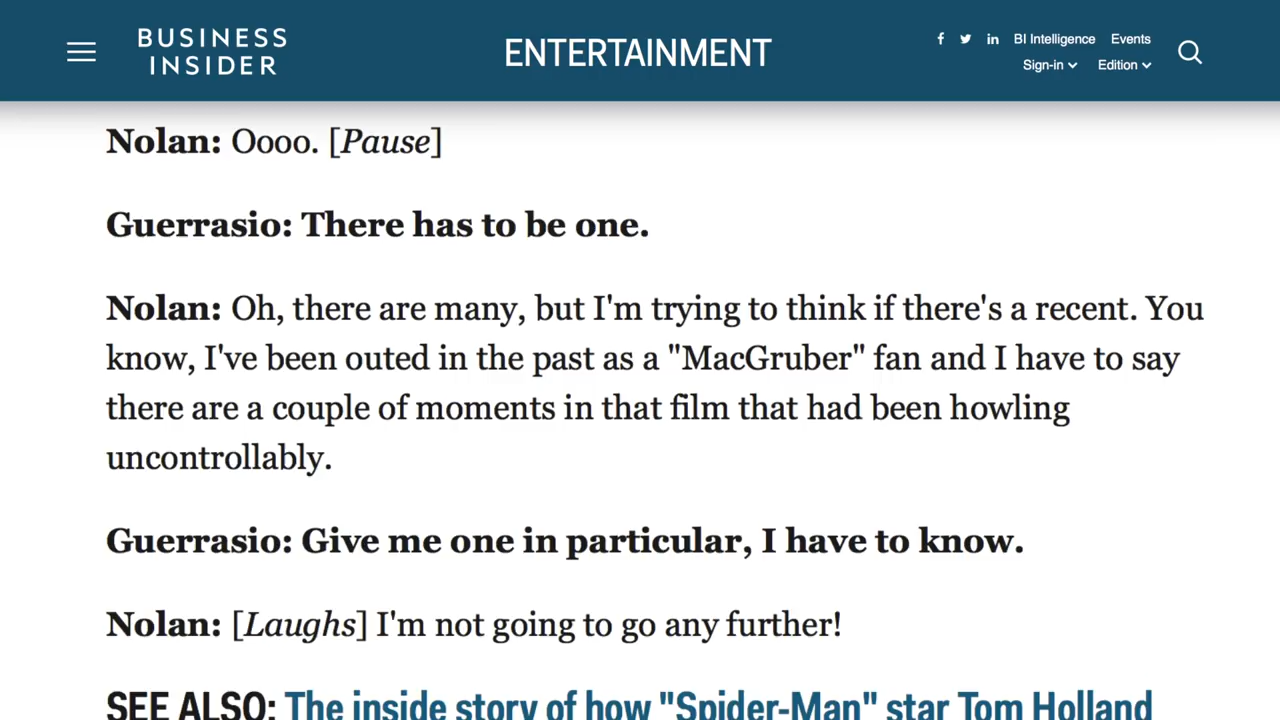 BUSINESS
INSIDER
ENTERTAINMENT
BI Intelligence Events
Sign-in Edition
Nolan: Oooo. [Pause]
Guerrasio: There has to be one.
Nolan: Oh, there are many, but I'm trying to think if there's a recent. You
know, I've been outed in the past as a "MacGruber" fan and I have to say
there are a couple of moments in that film that had been howling
uncontrollably.
Guerrasio: Give me one in particular, I have to know.
Nolan: [Laughs] I'm not going to go any further!
SEE ALSO: The inside story of how "Spider-Man" star Tom Holland